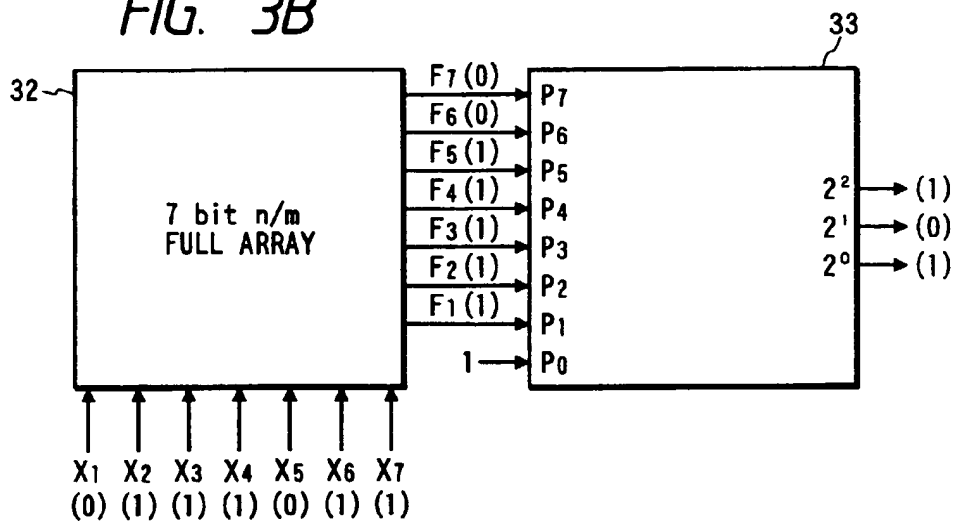 FIG. 3B
33
32
F7(0)
F6(0)
F5(1)
F4(1)
F3(1)
F2(1)
F1(1)
1
7 bit n/m
FULL ARRAY
P7
P6
P5
P4
P3
P2
P1
P0
2² (1)
2¹ (0)
2⁰ (1)
X1 X2 X3 X4 X5 X6 X7
(0) (1) (1) (1) (0) (1) (1)